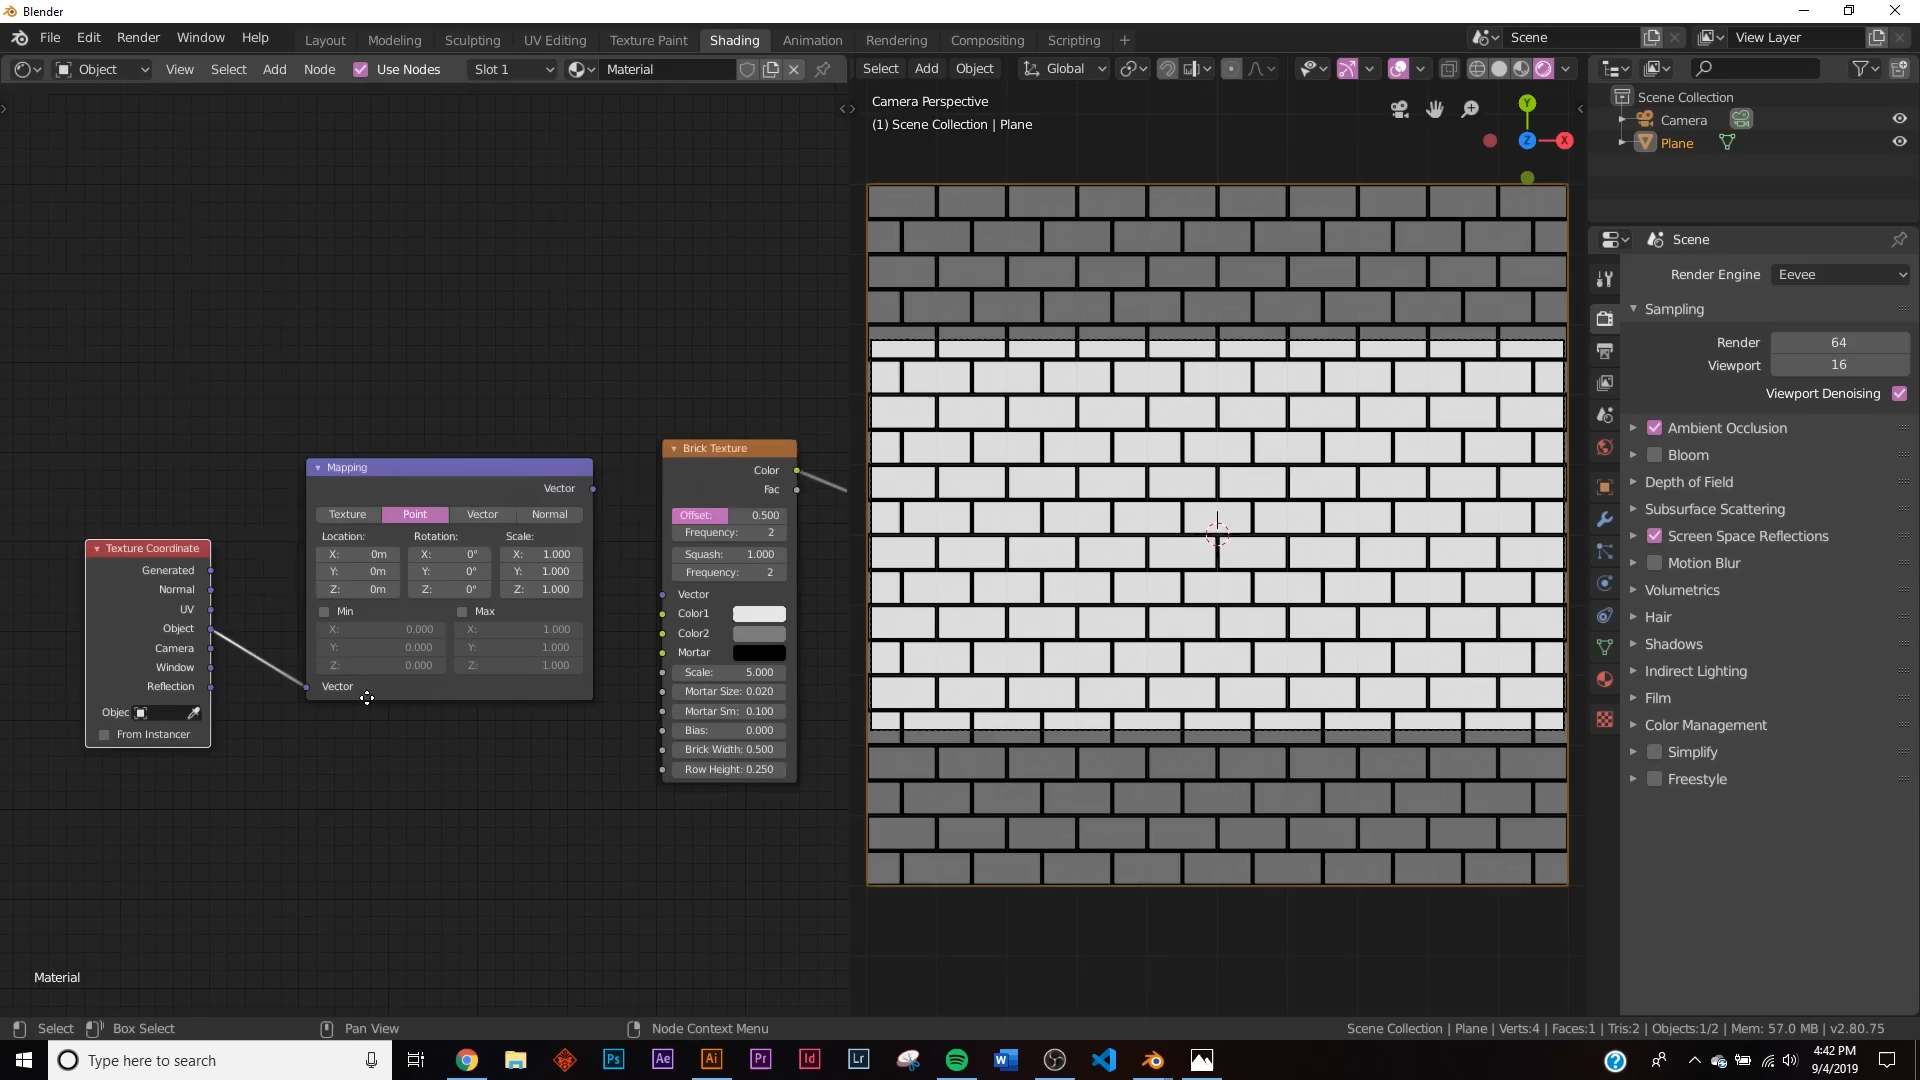 Blender
File Edit Render Window Help
Layout Modeling Sculpting UV Editing Texture Paint Shading Animation Rendering Compositing Scripting +
Scene
View Layer
Object View Select Add Node Use Nodes Slot 1 Material
Select Add Object Global
Camera Perspective
(1) Scene Collection | Plane
Y
Z
X
Scene Collection
Camera
Plane
Scene
Render Engine Eevee
Sampling
Render 64
Viewport 16
Viewport Denoising
Ambient Occlusion
Bloom
Depth of Field
Subsurface Scattering
Screen Space Reflections
Motion Blur
Volumetrics
Hair
Shadows
Indirect Lighting
Film
Color Management
Simplify
Freestyle
Texture Coordinate
Generated
Normal
UV
Object
Camera
Window
Reflection
Objec
From Instancer
Mapping
Vector
Texture Point Vector Normal
Location: Rotation: Scale:
X: 0m X: 0° X: 1.000
Y: 0m Y: 0° Y: 1.000
Z: 0m Z: 0° Z: 1.000
Min Max
X: 0.000 X: 1.000
Y: 0.000 Y: 1.000
Z: 0.000 Z: 1.000
Vector
Brick Texture
Color
Fac
Offset: 0.500
Frequency: 2
Squash: 1.000
Frequency: 2
Vector
Color1
Color2
Mortar
Scale: 5.000
Mortar Size: 0.020
Mortar Sm: 0.100
Bias: 0.000
Brick Width: 0.500
Row Height: 0.250
Material
Select Box Select Pan View Node Context Menu
Scene Collection | Plane | Verts:4 | Faces:1 | Tris:2 | Objects:1/2 | Mem: 57.0 MB | v2.80.75
Type here to search
Ps Ae Ai Pr Id Lr
4:42 PM
9/4/2019